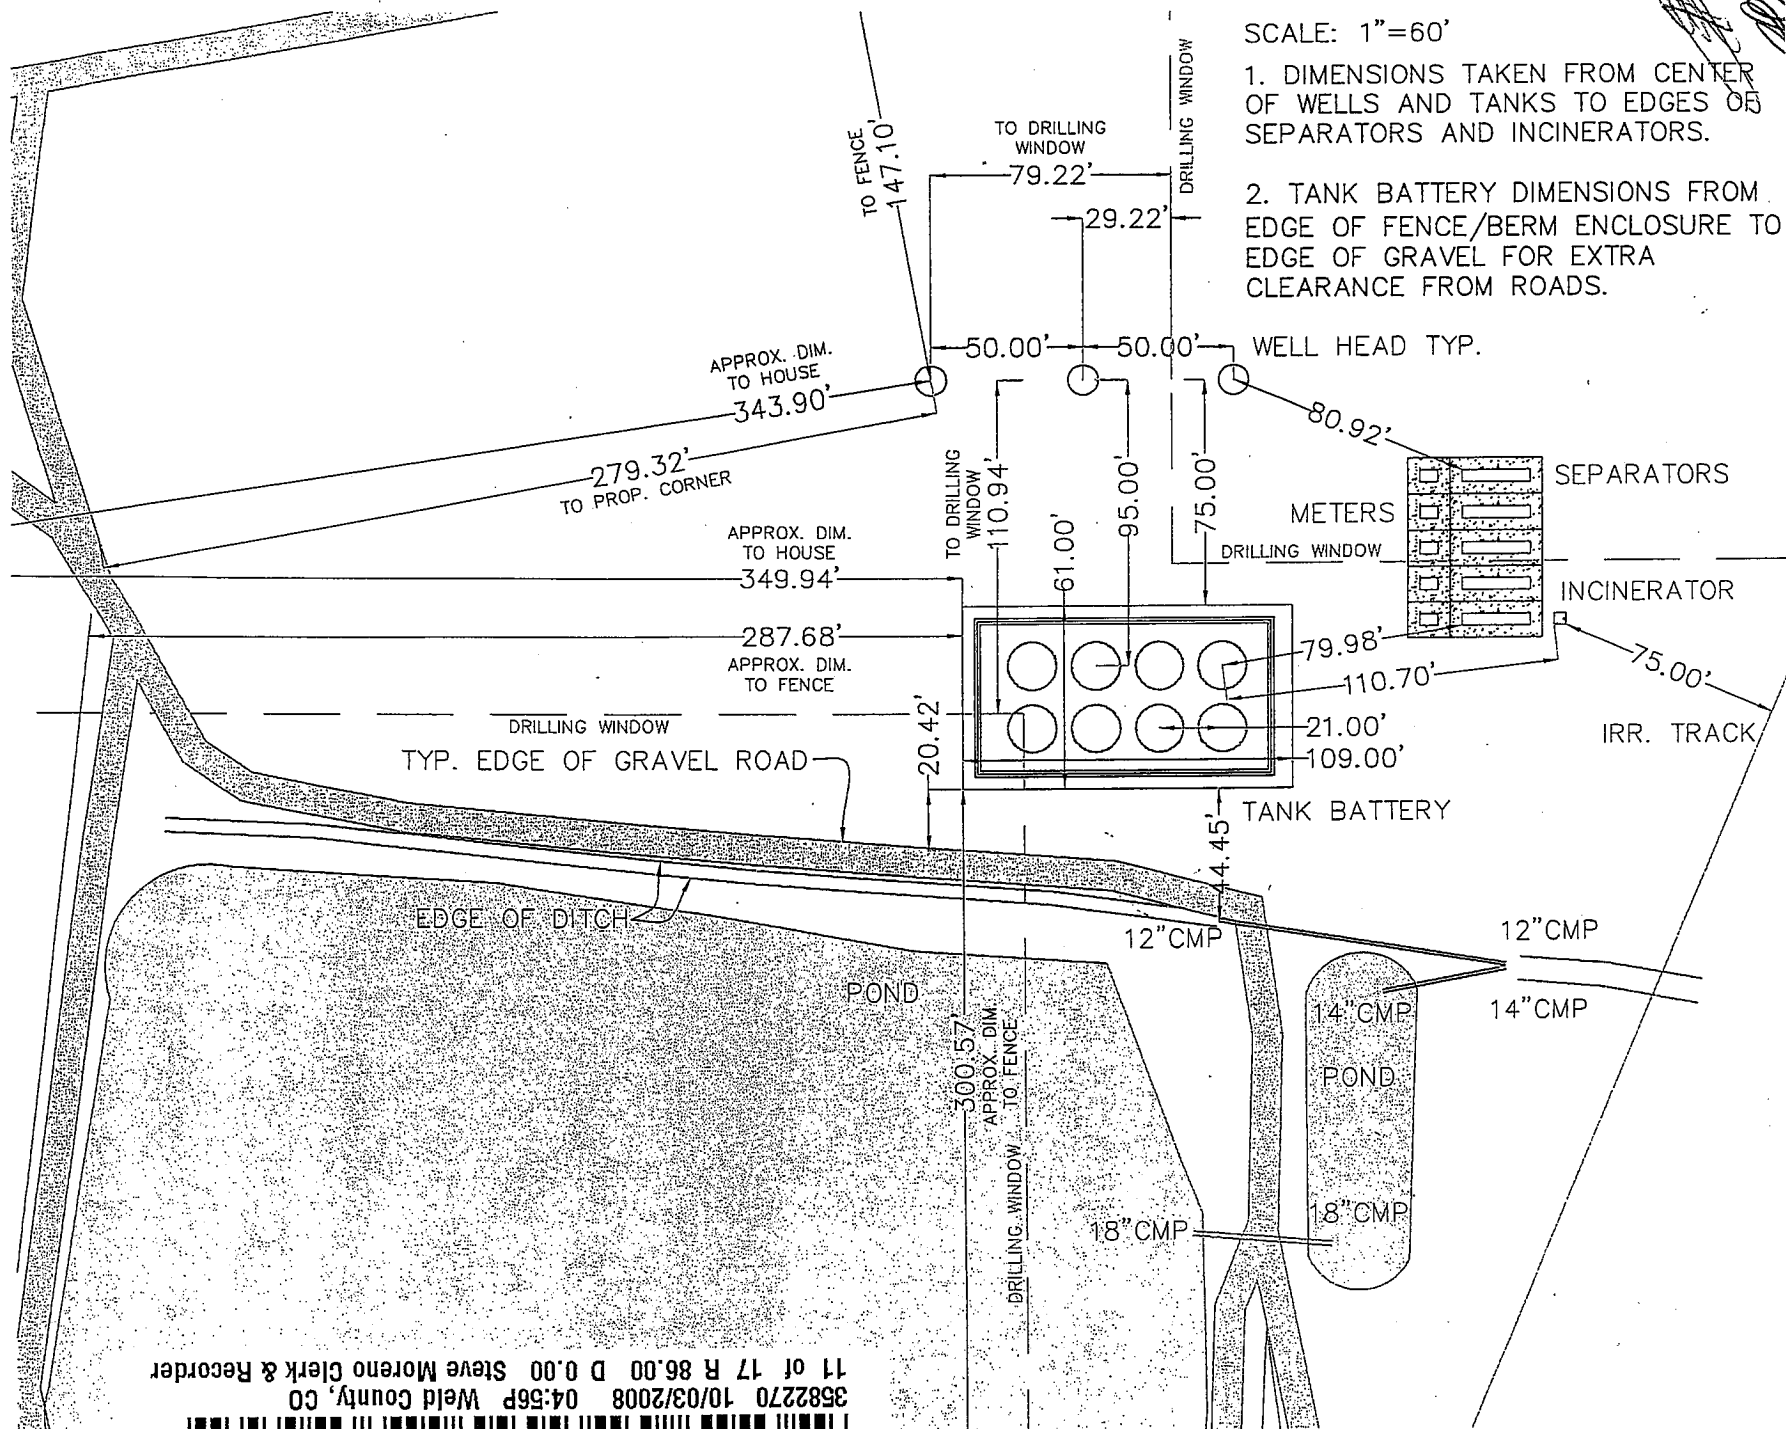 SCALE: 1"=60'
1. DIMENSIONS TAKEN FROM CENTER
OF WELLS AND TANKS TO EDGES OF
SEPARATORS AND INCINERATORS.
2. TANK BATTERY DIMENSIONS FROM
EDGE OF FENCE/BERM ENCLOSURE TO
EDGE OF GRAVEL FOR EXTRA
CLEARANCE FROM ROADS.
TO FENCE
147.10'
TO DRILLING
WINDOW
79.22'
DRILLING WINDOW
29.22'
50.00'
50.00'
WELL HEAD TYP.
APPROX. DIM.
TO HOUSE
343.90'
279.32'
TO PROP. CORNER
80.92'
TO DRILLING
WINDOW
110.94'
95.00'
75.00'
61.00'
SEPARATORS
METERS
DRILLING WINDOW
INCINERATOR
APPROX. DIM.
TO HOUSE
349.94'
287.68'
APPROX. DIM.
TO FENCE
79.98'
110.70'
75.00'
21.00'
109.00'
IRR. TRACK
DRILLING WINDOW
TYP. EDGE OF GRAVEL ROAD
20.42'
TANK BATTERY
44.45'
EDGE OF DITCH
12"CMP
12"CMP
14"CMP
14"CMP
POND
300.57'
APPROX. DIM
TO FENCE
DRILLING WINDOW
POND
18"CMP
18"CMP
3582270 10/03/2008 04:56P Weld County, CO
11 of 17 R 86.00 D 0.00 Steve Moreno Clerk & Recorder